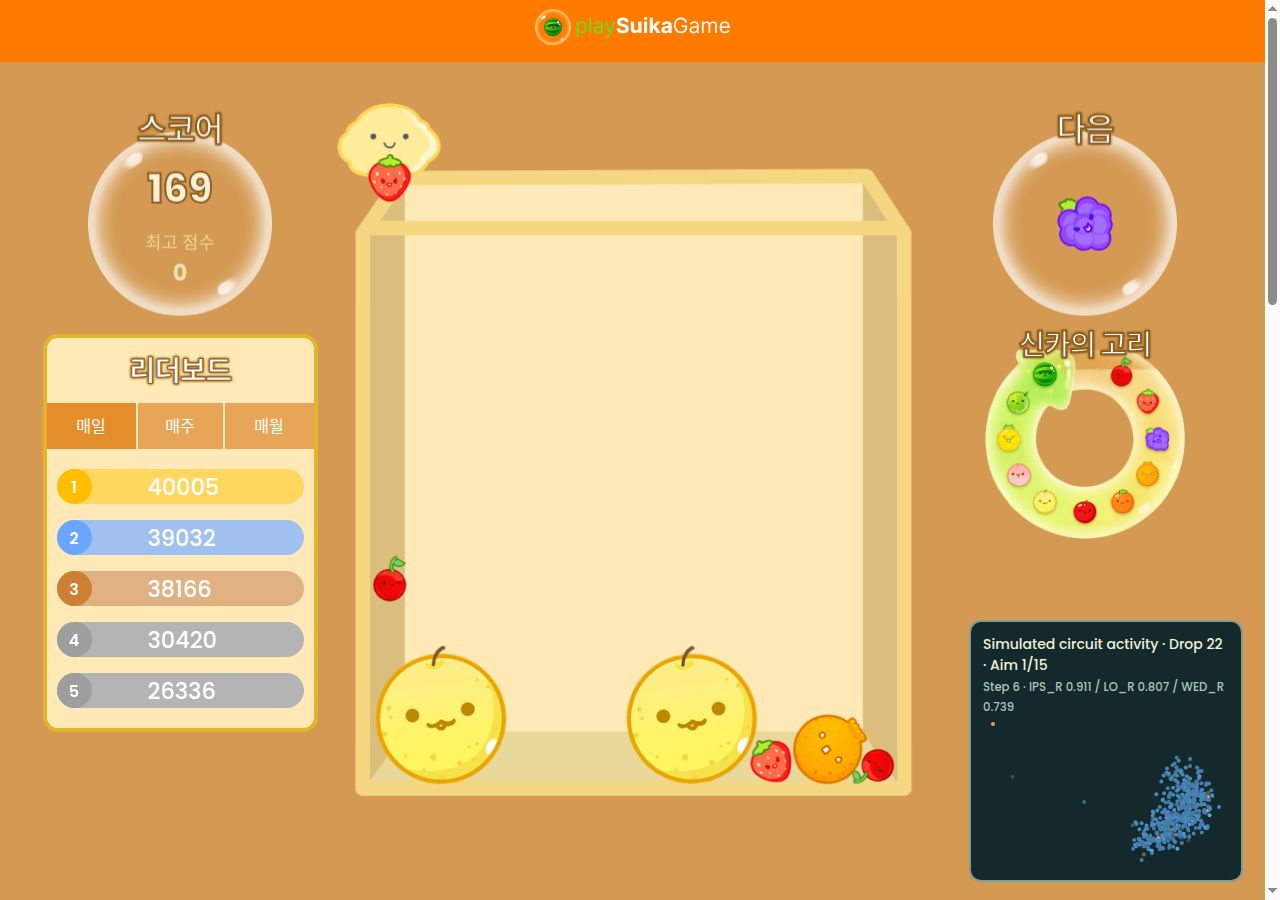 playSuikaGame
스코어
169
최고 점수
0
다음
리더보드
매일 매주 매월
1 40005
2 39032
3 38166
4 30420
5 26336
신카의 고리
Simulated circuit activity · Drop 22
· Aim 1/15
Step 6 · IPS_R 0.911 / LO_R 0.807 / WED_R
0.739